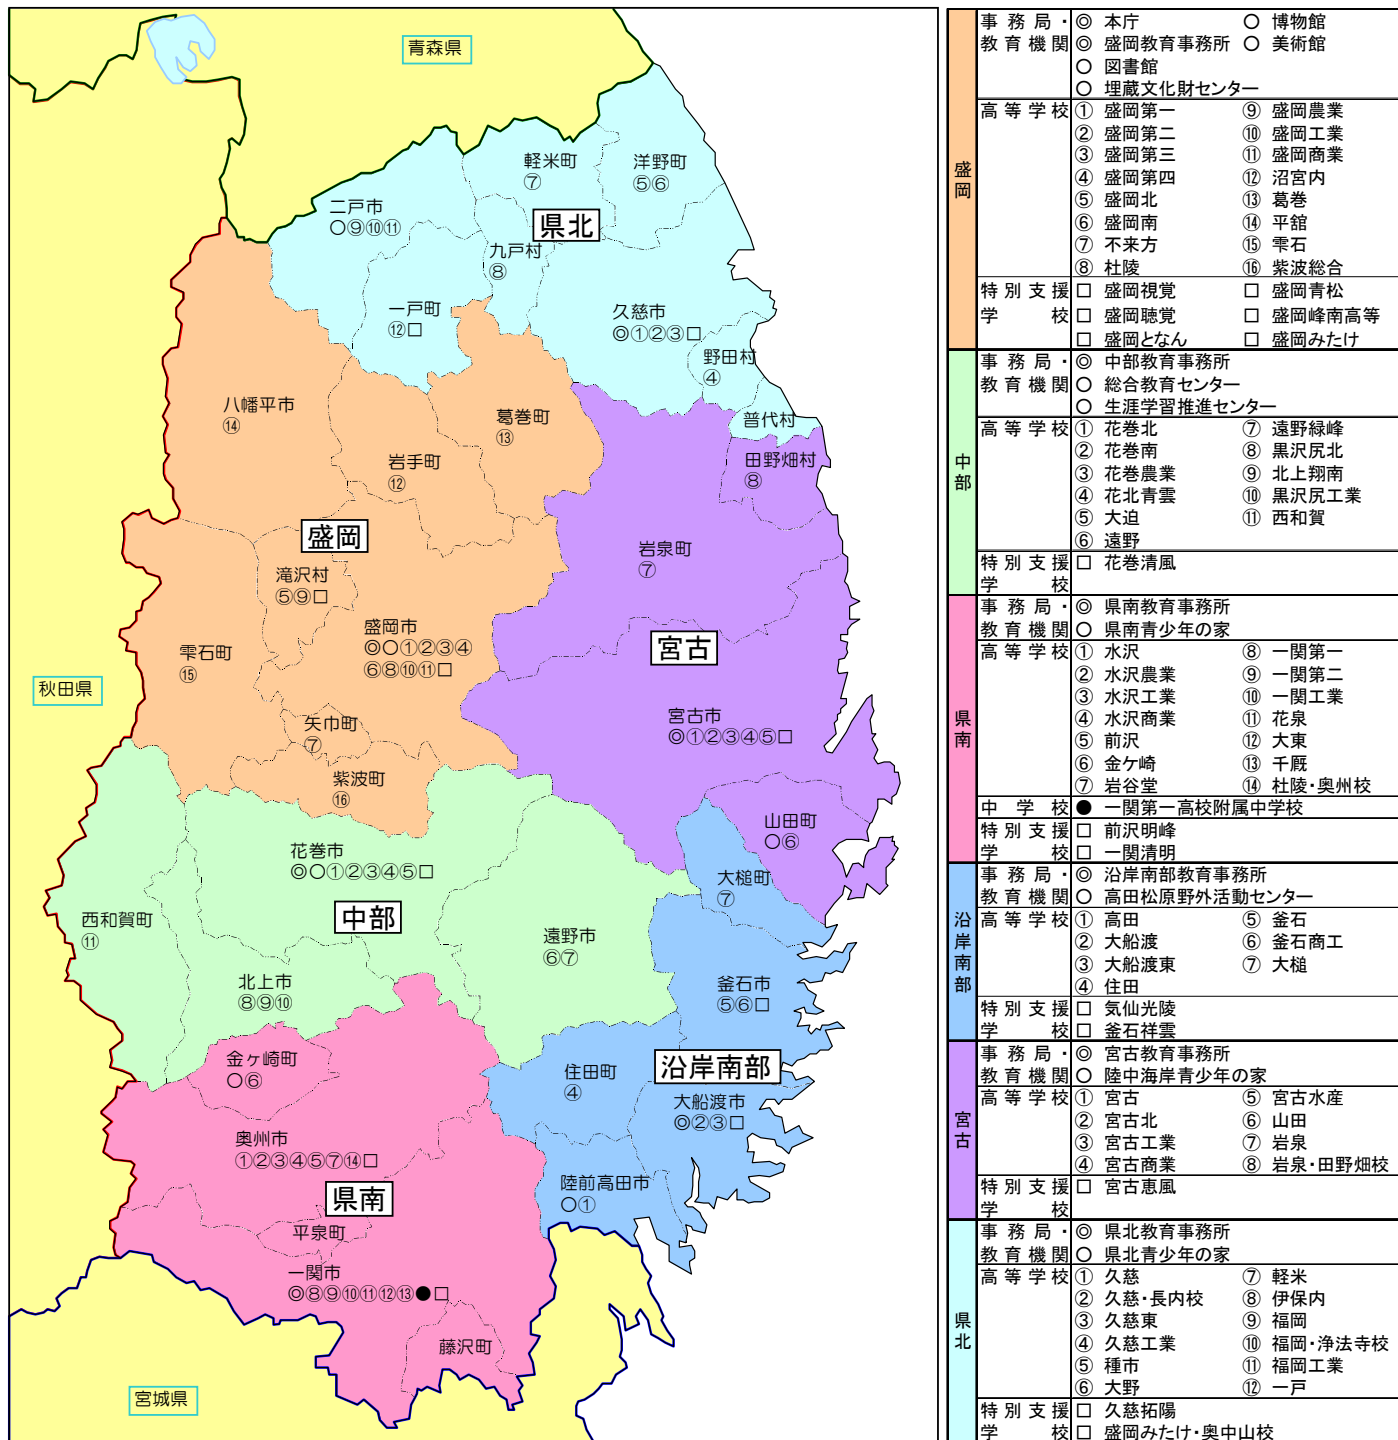 青森県
軽米町
⑦
洋野町
⑤⑥
二戸市
○⑨⑩⑪
県北
九戸村
⑧
一戸町
⑫□
久慈市
◎①②③□
野田村
④
普代村
八幡平市
⑭
葛巻町
⑬
岩手町
⑫
田野畑村
⑧
盛岡
岩泉町
⑦
滝沢村
⑤⑨□
盛岡市
◎○①②③④
⑥⑧⑩⑪□
宮古
雫石町
⑮
秋田県
宮古市
◎①②③④⑤□
矢巾町
⑦
紫波町
⑯
山田町
○⑥
花巻市
◎○①②③④⑤□
大槌町
⑦
西和賀町
⑪
中部
遠野市
⑥⑦
北上市
⑧⑨⑩
釜石市
⑤⑥□
金ヶ崎町
○⑥
住田町
④
沿岸南部
大船渡市
◎②③□
奥州市
①②③④⑤⑦⑭□
県南
陸前高田市
○①
平泉町
一関市
◎⑧⑨⑩⑪⑫⑬●□
藤沢町
宮城県
盛岡
事務局・ ◎ 本庁 ○ 博物館
教育機関 ◎ 盛岡教育事務所 ○ 美術館
○ 図書館
○ 埋蔵文化財センター
高等学校 ① 盛岡第一 ⑨ 盛岡農業
② 盛岡第二 ⑩ 盛岡工業
③ 盛岡第三 ⑪ 盛岡商業
④ 盛岡第四 ⑫ 沼宮内
⑤ 盛岡北 ⑬ 葛巻
⑥ 盛岡南 ⑭ 平舘
⑦ 不来方 ⑮ 雫石
⑧ 杜陵 ⑯ 紫波総合
特別支援 □ 盛岡視覚 □ 盛岡青松
学校 □ 盛岡聴覚 □ 盛岡峰南高等
□ 盛岡となん □ 盛岡みたけ
中部
事務局・ ◎ 中部教育事務所
教育機関 ○ 総合教育センター
○ 生涯学習推進センター
高等学校 ① 花巻北 ⑦ 遠野緑峰
② 花巻南 ⑧ 黒沢尻北
③ 花巻農業 ⑨ 北上翔南
④ 花北青雲 ⑩ 黒沢尻工業
⑤ 大迫 ⑪ 西和賀
⑥ 遠野
特別支援 □ 花巻清風
学校
県南
事務局・ ◎ 県南教育事務所
教育機関 ○ 県南青少年の家
高等学校 ① 水沢 ⑧ 一関第一
② 水沢農業 ⑨ 一関第二
③ 水沢工業 ⑩ 一関工業
④ 水沢商業 ⑪ 花泉
⑤ 前沢 ⑫ 大東
⑥ 金ケ崎 ⑬ 千厩
⑦ 岩谷堂 ⑭ 杜陵・奥州校
中学校 ● 一関第一高校附属中学校
特別支援 □ 前沢明峰
学校 □ 一関清明
沿岸南部
事務局・ ◎ 沿岸南部教育事務所
教育機関 ○ 高田松原野外活動センター
高等学校 ① 高田 ⑤ 釜石
② 大船渡 ⑥ 釜石商工
③ 大船渡東 ⑦ 大槌
④ 住田
特別支援 □ 気仙光陵
学校 □ 釜石祥雲
宮古
事務局・ ◎ 宮古教育事務所
教育機関 ○ 陸中海岸青少年の家
高等学校 ① 宮古 ⑤ 宮古水産
② 宮古北 ⑥ 山田
③ 宮古工業 ⑦ 岩泉
④ 宮古商業 ⑧ 岩泉・田野畑校
特別支援 □ 宮古恵風
学校
県北
事務局・ ◎ 県北教育事務所
教育機関 ○ 県北青少年の家
高等学校 ① 久慈 ⑦ 軽米
② 久慈・長内校 ⑧ 伊保内
③ 久慈東 ⑨ 福岡
④ 久慈工業 ⑩ 福岡・浄法寺校
⑤ 種市 ⑪ 福岡工業
⑥ 大野 ⑫ 一戸
特別支援 □ 久慈拓陽
学校 □ 盛岡みたけ・奥中山校